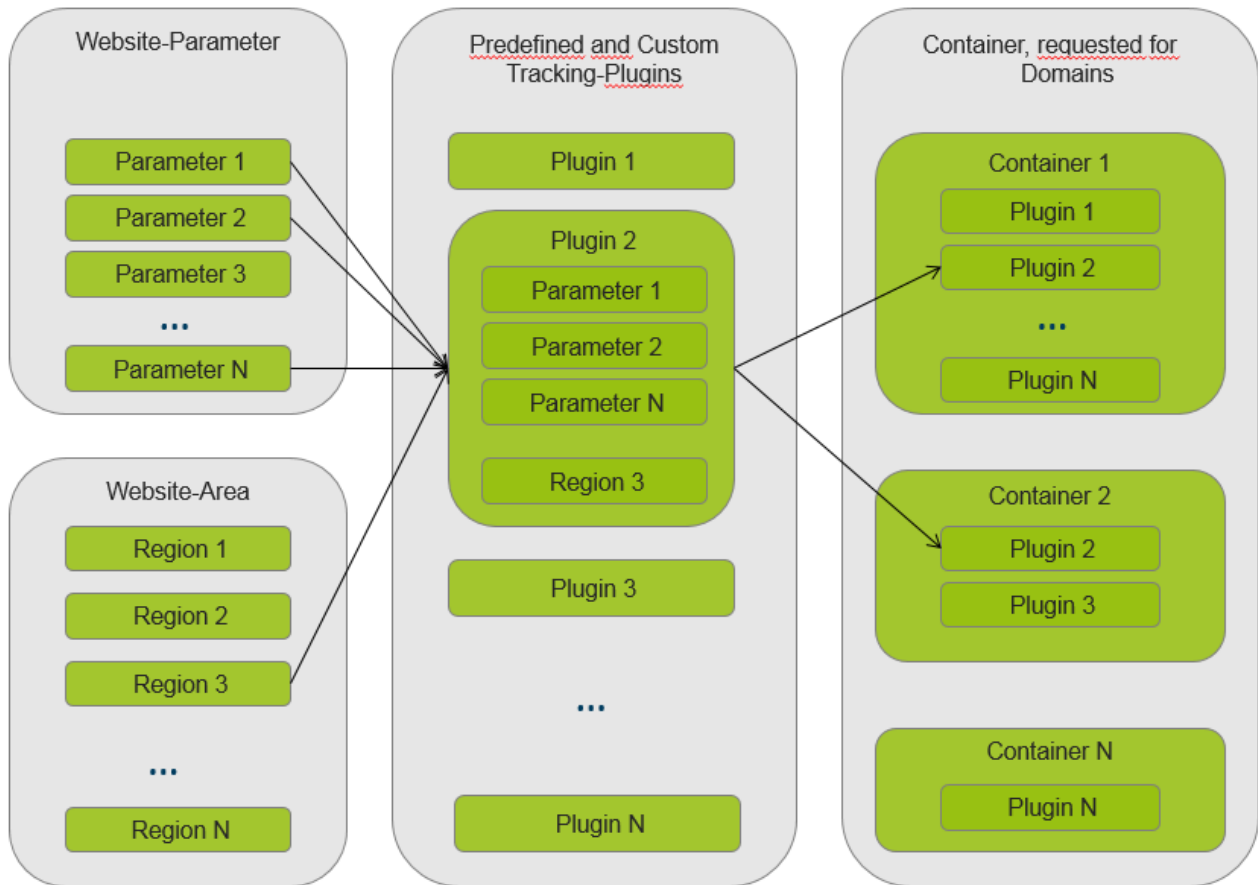 Website-Parameter
Parameter 1
Parameter 2
Parameter 3
...
Parameter N
Website-Area
Region 1
Region 2
Region 3
...
Region N
Predefined and Custom
Tracking-Plugins
Plugin 1
Plugin 2
Parameter 1
Parameter 2
Parameter N
Region 3
Plugin 3
...
Plugin N
Container, requested for
Domains
Container 1
Plugin 1
Plugin 2
...
Plugin N
Container 2
Plugin 2
Plugin 3
Container N
Plugin N